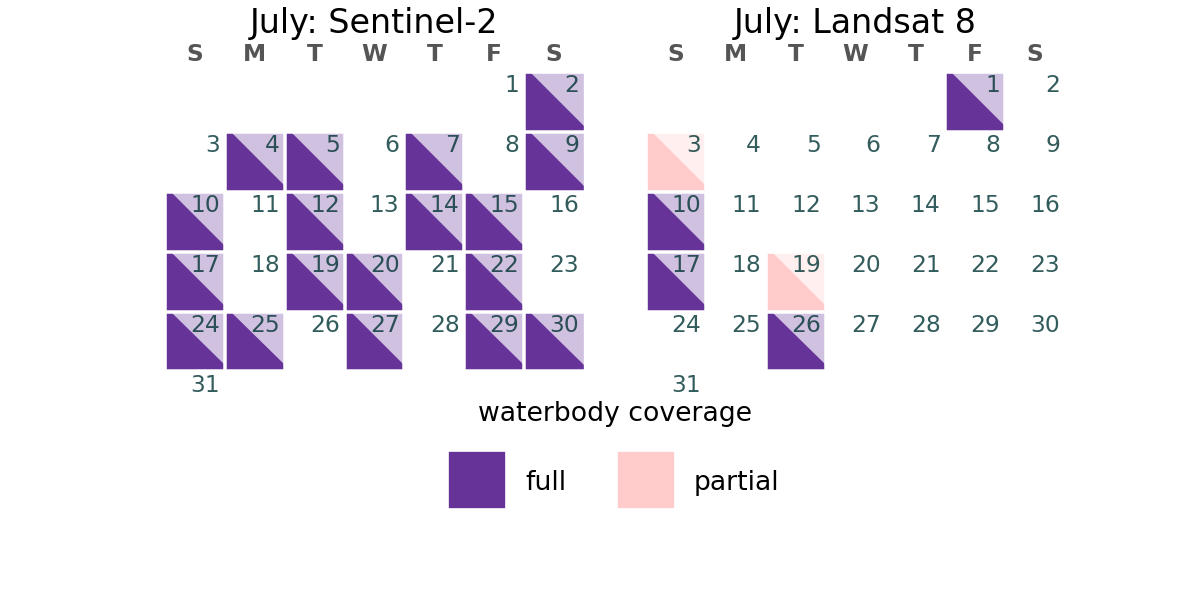 July: Sentinel-2
S M T W T F S
1 2
3 4 5 6 7 8 9
10 11 12 13 14 15 16
17 18 19 20 21 22 23
24 25 26 27 28 29 30
31
July: Landsat 8
S M T W T F S
1 2
3 4 5 6 7 8 9
10 11 12 13 14 15 16
17 18 19 20 21 22 23
24 25 26 27 28 29 30
31
waterbody coverage
full
partial